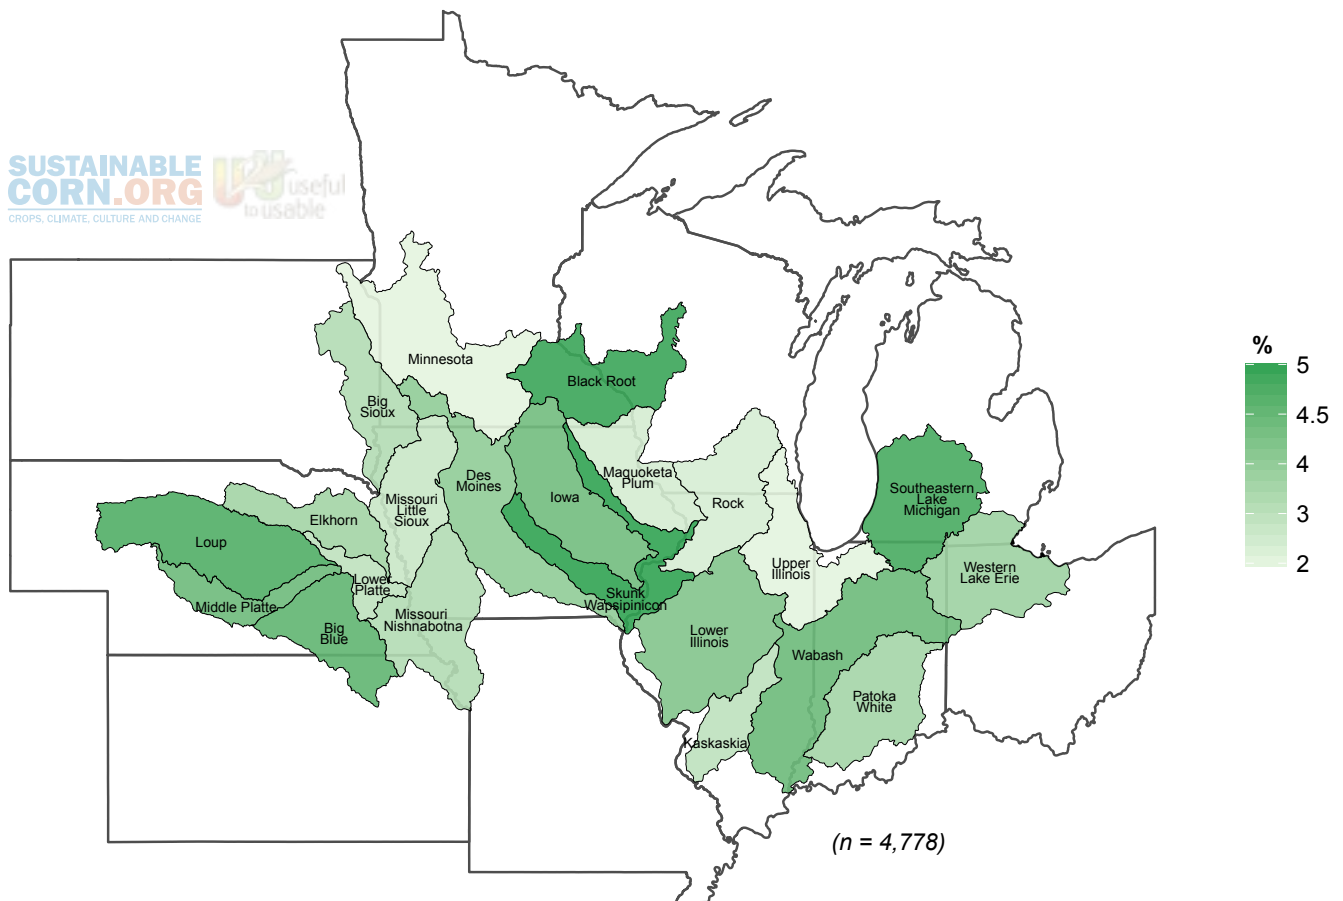 SUSTAINABLE
CORN.ORG
CROPS, CLIMATE, CULTURE AND CHANGE
U2U useful
to usable
%
5
4.5
4
3
2
Minnesota
Black Root
Big
Sioux
Maquoketa
Plum
Des
Moines
Iowa
Missouri
Little
Sioux
Rock
Southeastern
Lake
Michigan
Elkhorn
Loup
Upper
Illinois
Western
Lake Erie
Lower
Platte
Middle Platte
Skunk
Wapsipinicon
Missouri
Nishnabotna
Big
Blue
Lower
Illinois
Wabash
Patoka
White
Kaskaskia
(n = 4,778)